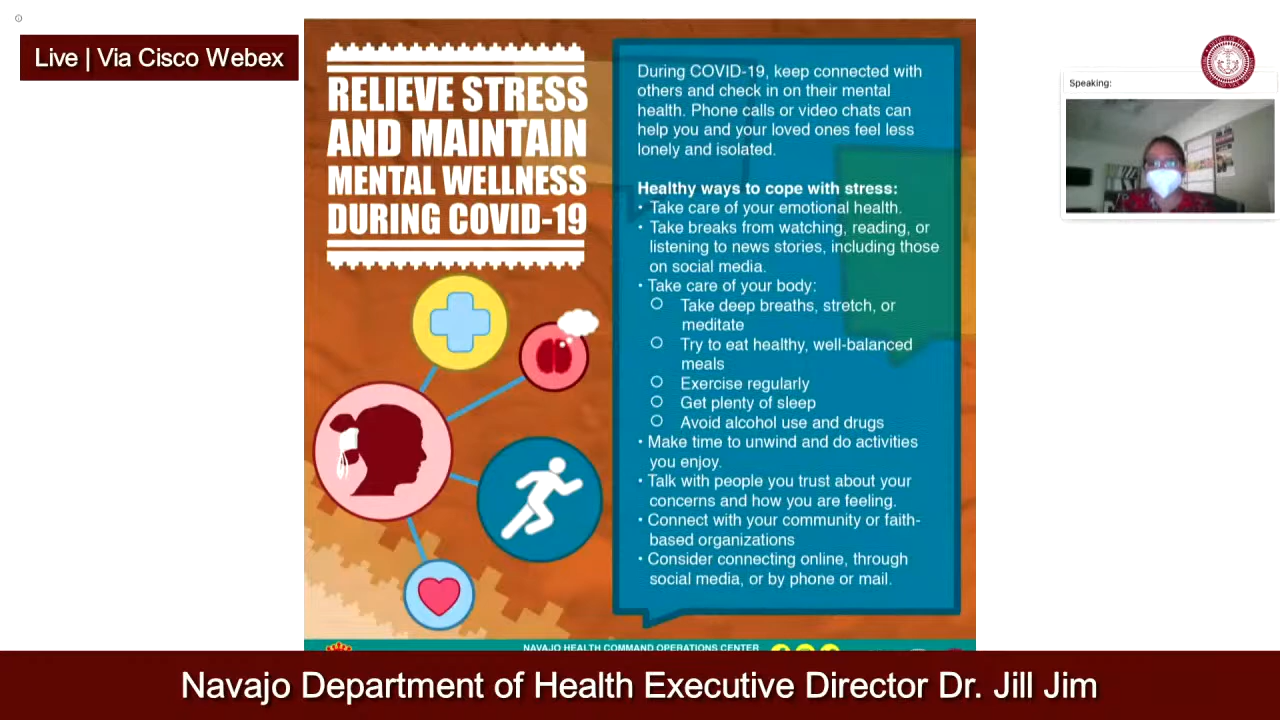 Live | Via Cisco Webex
RELIEVE STRESS
AND MAINTAIN
MENTAL WELLNESS
DURING COVID-19
During COVID-19, keep connected with
others and check in on their mental
health. Phone calls or video chats can
help you and your loved ones feel less
lonely and isolated.
Healthy ways to cope with stress:
• Take care of your emotional health.
• Take breaks from watching, reading, or
listening to news stories, including those
on social media.
• Take care of your body:
○ Take deep breaths, stretch, or
meditate
○ Try to eat healthy, well-balanced
meals
○ Exercise regularly
○ Get plenty of sleep
○ Avoid alcohol use and drugs
• Make time to unwind and do activities
you enjoy.
• Talk with people you trust about your
concerns and how you are feeling.
• Connect with your community or faith-
based organizations
• Consider connecting online, through
social media, or by phone or mail.
NAVAJO HEALTH COMMAND OPERATIONS CENTER
Speaking:
Navajo Department of Health Executive Director Dr. Jill Jim